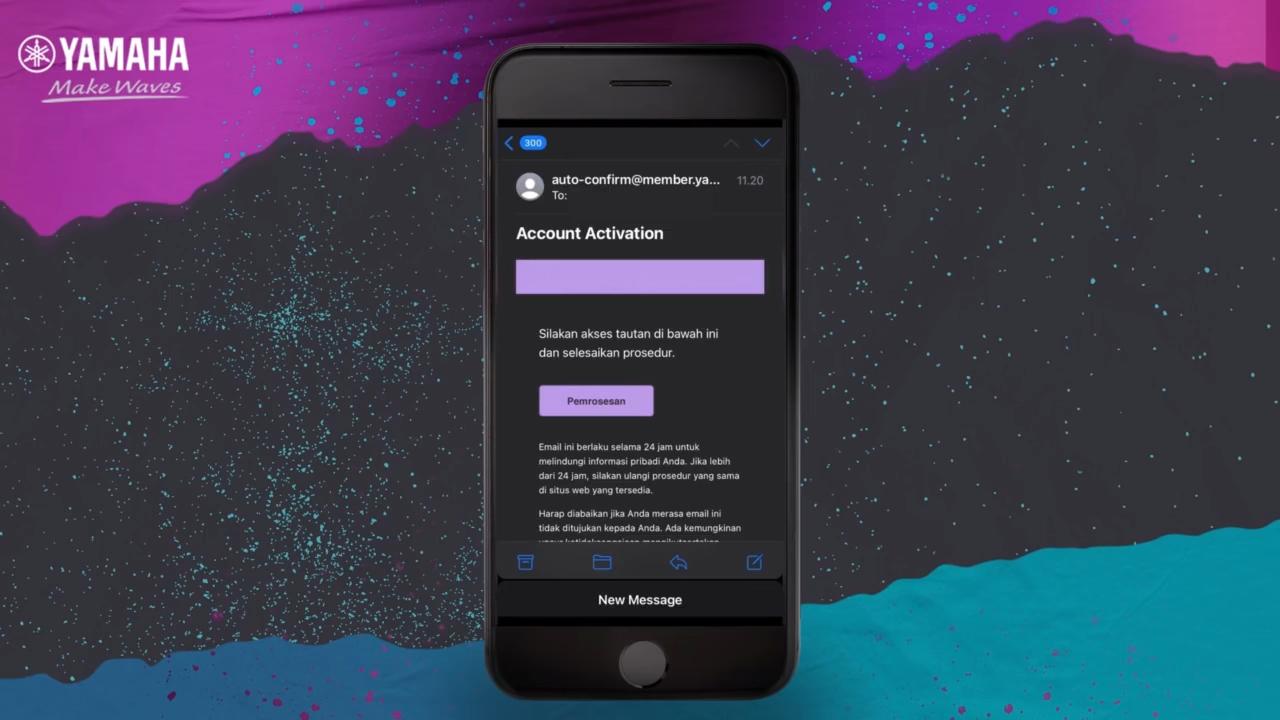 YAMAHA
Make Waves
300
auto-confirm@member.ya...
11.20
To:
Account Activation
Silakan akses tautan di bawah ini
dan selesaikan prosedur.
Pemrosesan
Email ini berlaku selama 24 jam untuk
melindungi informasi pribadi Anda. Jika lebih
dari 24 jam, silakan ulangi prosedur yang sama
di situs web yang tersedia.
Harap diabaikan jika Anda merasa email ini
tidak ditujukan kepada Anda. Ada kemungkinan
New Message